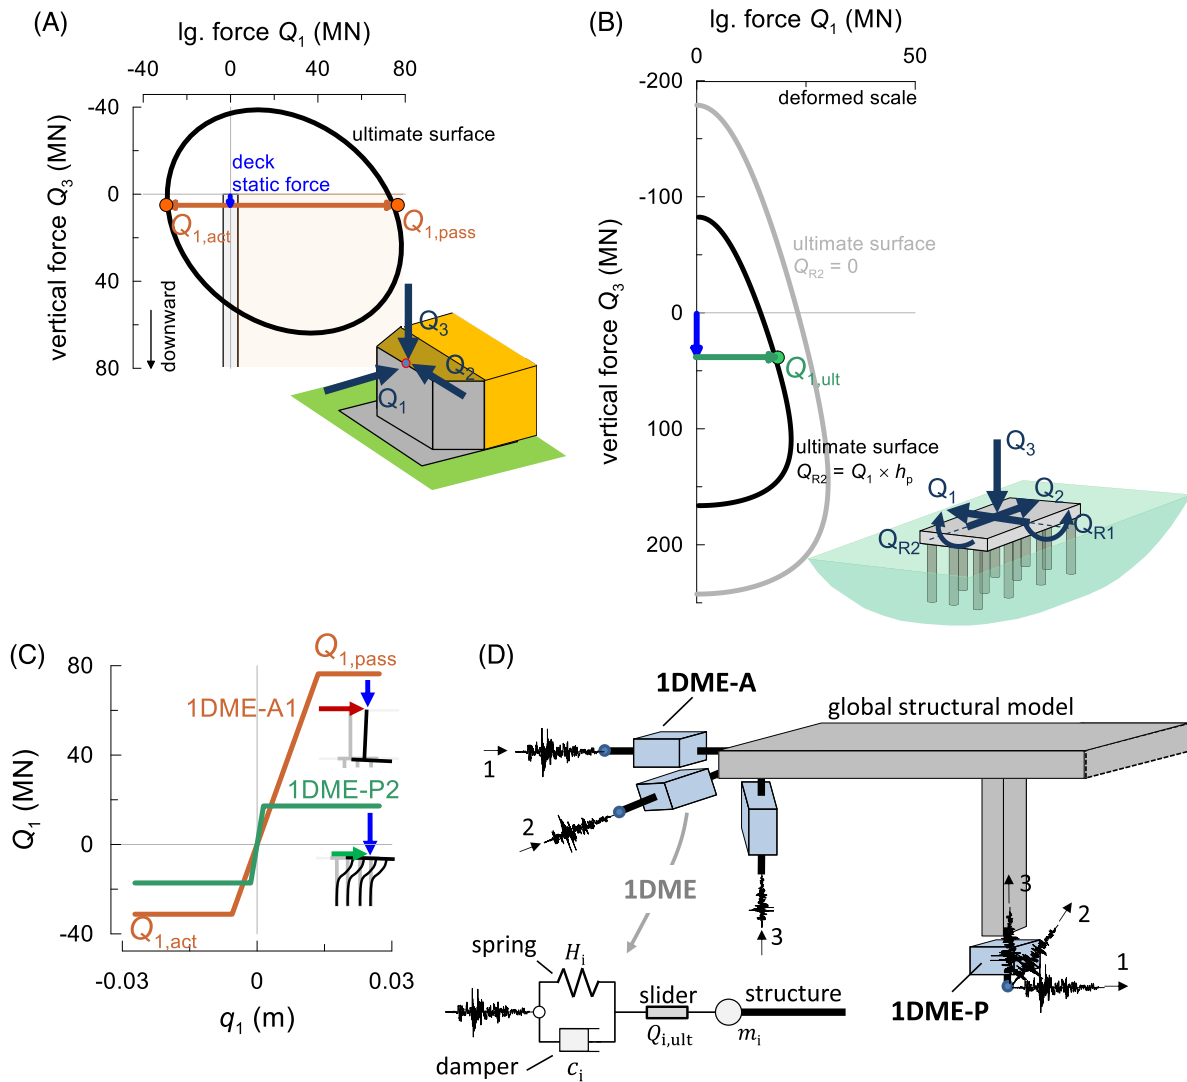 (A)
lg. force Q1 (MN)
-40 0 40 80
vertical force Q3 (MN)
-40
0
40
80
downward
ultimate surface
deck
static force
Q1,act
Q1,pass
Q3
Q2
Q1
(B)
lg. force Q1 (MN)
0 50
deformed scale
vertical force Q3 (MN)
-200
-100
0
100
200
ultimate surface
QR2 = 0
Q1,ult
ultimate surface
QR2 = Q1 × hp
Q3
Q1
Q2
QR2
QR1
(C)
Q1 (MN)
80
40
0
-40
Q1,pass
1DME-A1
1DME-P2
Q1,act
-0.03 0 0.03
q1 (m)
(D)
1DME-A
global structural model
1
2
3
1DME
spring
Hi
slider
structure
Qi,ult
mi
damper
ci
3
2
1
1DME-P